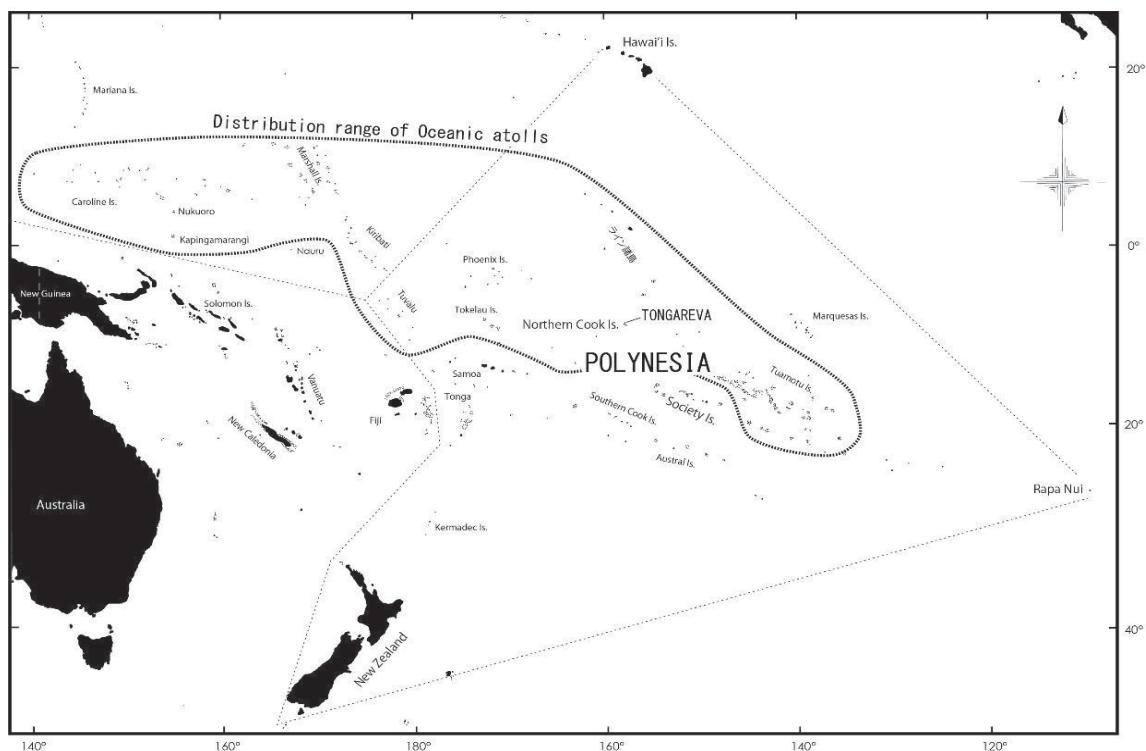 Hawai'i Is.
20°
Mariana Is.
Distribution range of Oceanic atolls
Marshall Is.
Caroline Is.
Nukuoro
Kapingamarangi
Nauru
Kiribati
ライン諸島
0°
Phoenix Is.
New Guinea
Solomon Is.
Tuvalu
Tokelau Is.
Northern Cook Is.
TONGAREVA
Marquesas Is.
POLYNESIA
Samoa
Tuamotu Is.
Vanuatu
Tonga
Fiji
Southern Cook Is.
Society Is.
New Caledonia
20°
Austral Is.
Australia
Rapa Nui
Kermadec Is.
40°
New Zealand
140°
160°
180°
160°
140°
120°